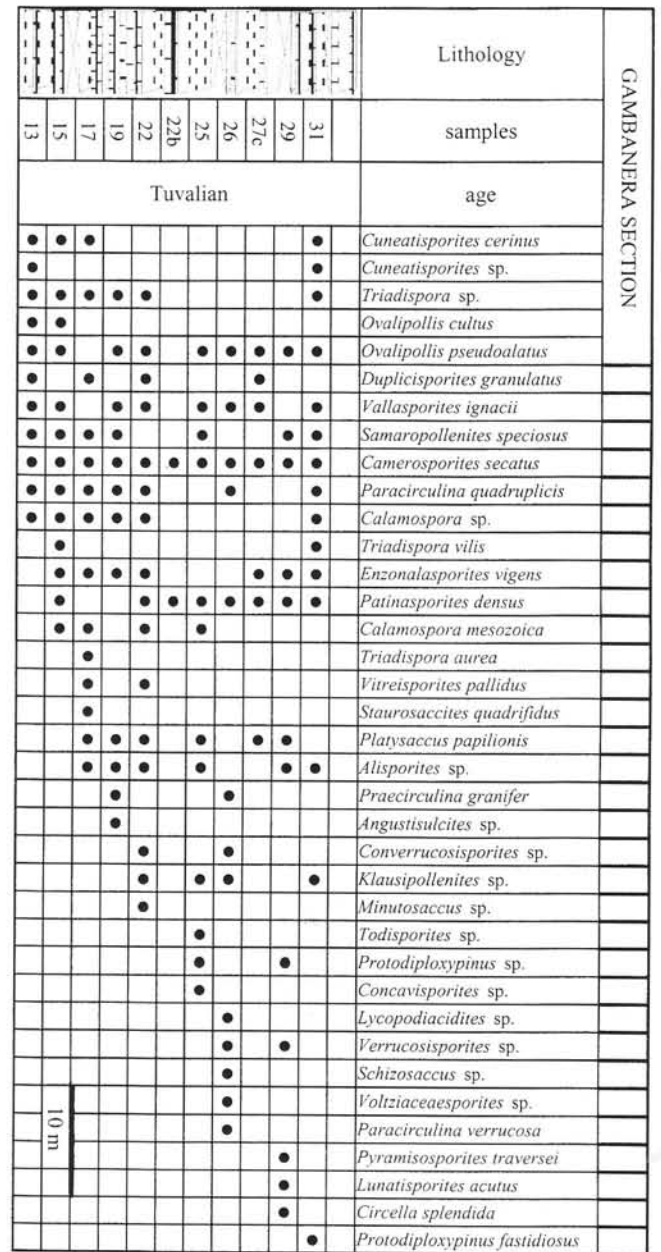 GAMBANERA SECTION
Lithology
samples
13 15 17 19 22 22b 25 26 27c 29 31
age
Tuvalian
Cuneatisporites cerinus
Cuneatisporites sp.
Triadispora sp.
Ovalipollis cultus
Ovalipollis pseudoalatus
Duplicisporites granulatus
Vallasporites ignacii
Samaropollenites speciosus
Camerosporites secatus
Paracirculina quadruplicis
Calamospora sp.
Triadispora vilis
Enzonalasporites vigens
Patinasporites densus
Calamospora mesozoica
Triadispora aurea
Vitreisporites pallidus
Staurosaccites quadrifidus
Platysaccus papilionis
Alisporites sp.
Praecirculina granifer
Angustisulcites sp.
Converrucosisporites sp.
Klausipollenites sp.
Minutosaccus sp.
Todisporites sp.
Protodiploxypinus sp.
Concavisporites sp.
Lycopodiacidites sp.
Verrucosisporites sp.
Schizosaccus sp.
Voltziaceaesporites sp.
Paracirculina verrucosa
Pyramisosporites traversei
Lunatisporites acutus
Circella splendida
Protodiploxypinus fastidiosus
10 m